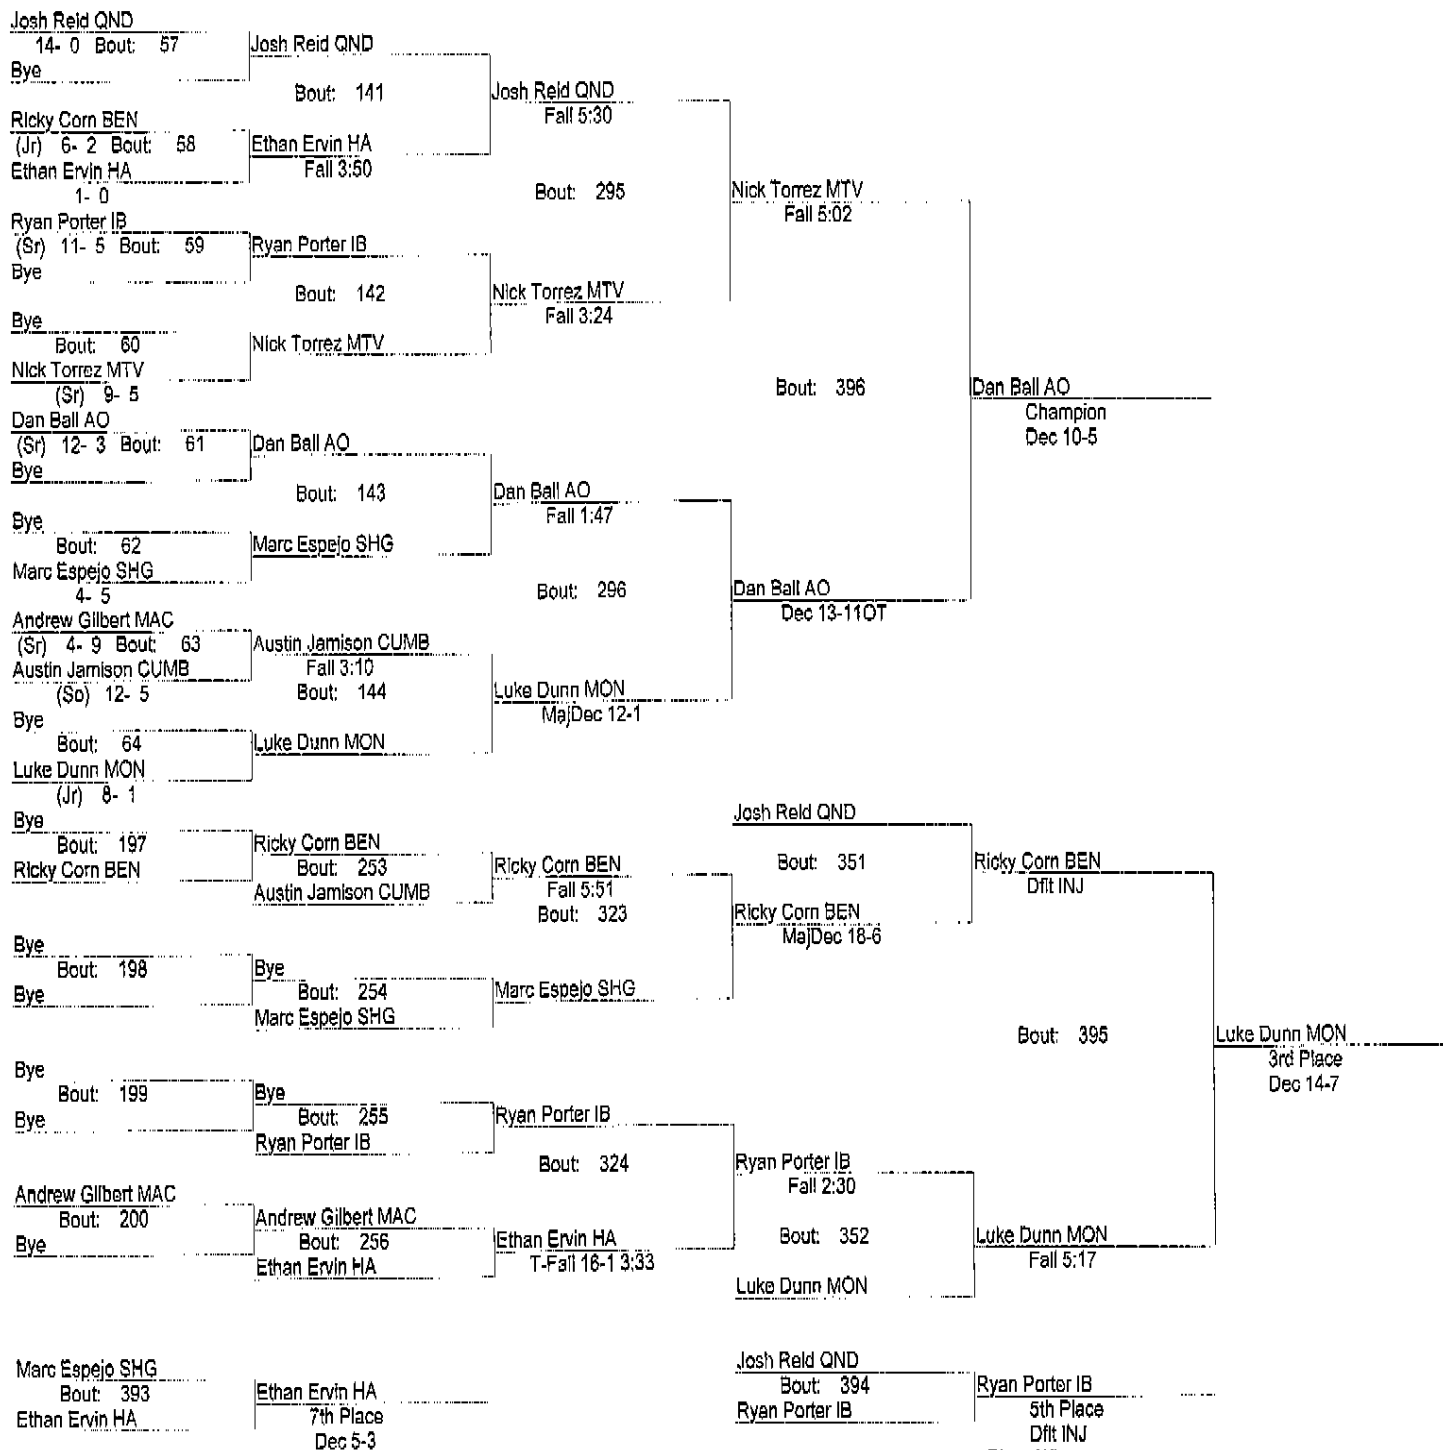 Josh Reid QND
14- 0 Bout: 57
Bye
Josh Reid QND
Bout: 141
Ricky Corn BEN
(Jr) 6- 2 Bout: 58
Ethan Ervin HA
1- 0
Ethan Ervin HA
Fall 3:50
Josh Reid QND
Fall 5:30
Bout: 295
Ryan Porter IB
(Sr) 11- 5 Bout: 59
Bye
Ryan Porter IB
Bout: 142
Bye
Bout: 60
Nick Torrez MTV
(Sr) 9- 5
Nick Torrez MTV
Nick Torrez MTV
Fall 3:24
Nick Torrez MTV
Fall 5:02
Bout: 396
Dan Ball AO
(Sr) 12- 3 Bout: 61
Bye
Dan Ball AO
Bout: 143
Bye
Bout: 62
Marc Espejo SHG
4- 5
Marc Espejo SHG
Dan Ball AO
Fall 1:47
Bout: 296
Andrew Gilbert MAC
(Sr) 4- 9 Bout: 63
Austin Jamison CUMB
(So) 12- 5
Austin Jamison CUMB
Fall 3:10
Bout: 144
Bye
Bout: 64
Luke Dunn MON
(Jr) 8- 1
Luke Dunn MON
Luke Dunn MON
MajDec 12-1
Dan Ball AO
Dec 13-11OT
Dan Ball AO
Champion
Dec 10-5
Bye
Bout: 197
Ricky Corn BEN
Ricky Corn BEN
Bout: 253
Austin Jamison CUMB
Ricky Corn BEN
Fall 5:51
Bout: 323
Bye
Bout: 198
Bye
Bye
Bout: 254
Marc Espejo SHG
Marc Espejo SHG
Josh Reid QND
Bout: 351
Ricky Corn BEN
MajDec 18-6
Ricky Corn BEN
Dflt INJ
Bout: 395
Bye
Bout: 199
Bye
Bye
Bout: 255
Ryan Porter IB
Ryan Porter IB
Bout: 324
Andrew Gilbert MAC
Bout: 200
Bye
Andrew Gilbert MAC
Bout: 256
Ethan Ervin HA
Ethan Ervin HA
T-Fall 16-1 3:33
Ryan Porter IB
Fall 2:30
Bout: 352
Luke Dunn MON
Luke Dunn MON
Fall 5:17
Luke Dunn MON
3rd Place
Dec 14-7
Marc Espejo SHG
Bout: 393
Ethan Ervin HA
Ethan Ervin HA
7th Place
Dec 5-3
Josh Reid QND
Bout: 394
Ryan Porter IB
Ryan Porter IB
5th Place
Dflt INJ